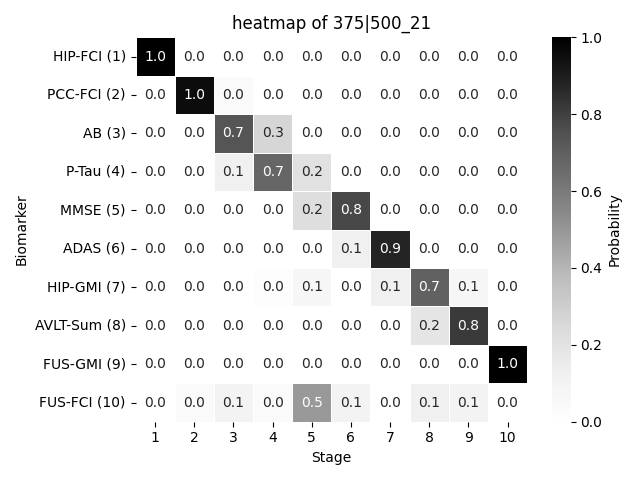 heatmap of 375|500_21
HIP-FCI (1) 1.0 0.0 0.0 0.0 0.0 0.0 0.0 0.0 0.0 0.0
PCC-FCI (2) 0.0 1.0 0.0 0.0 0.0 0.0 0.0 0.0 0.0 0.0
AB (3) 0.0 0.0 0.7 0.3 0.0 0.0 0.0 0.0 0.0 0.0
P-Tau (4) 0.0 0.0 0.1 0.7 0.2 0.0 0.0 0.0 0.0 0.0
MMSE (5) 0.0 0.0 0.0 0.0 0.2 0.8 0.0 0.0 0.0 0.0
ADAS (6) 0.0 0.0 0.0 0.0 0.0 0.1 0.9 0.0 0.0 0.0
HIP-GMI (7) 0.0 0.0 0.0 0.0 0.1 0.0 0.1 0.7 0.1 0.0
AVLT-Sum (8) 0.0 0.0 0.0 0.0 0.0 0.0 0.0 0.2 0.8 0.0
FUS-GMI (9) 0.0 0.0 0.0 0.0 0.0 0.0 0.0 0.0 0.0 1.0
FUS-FCI (10) 0.0 0.0 0.1 0.0 0.5 0.1 0.0 0.1 0.1 0.0
1 2 3 4 5 6 7 8 9 10
Stage
Biomarker
1.0
0.8
0.6
0.4
0.2
0.0
Probability